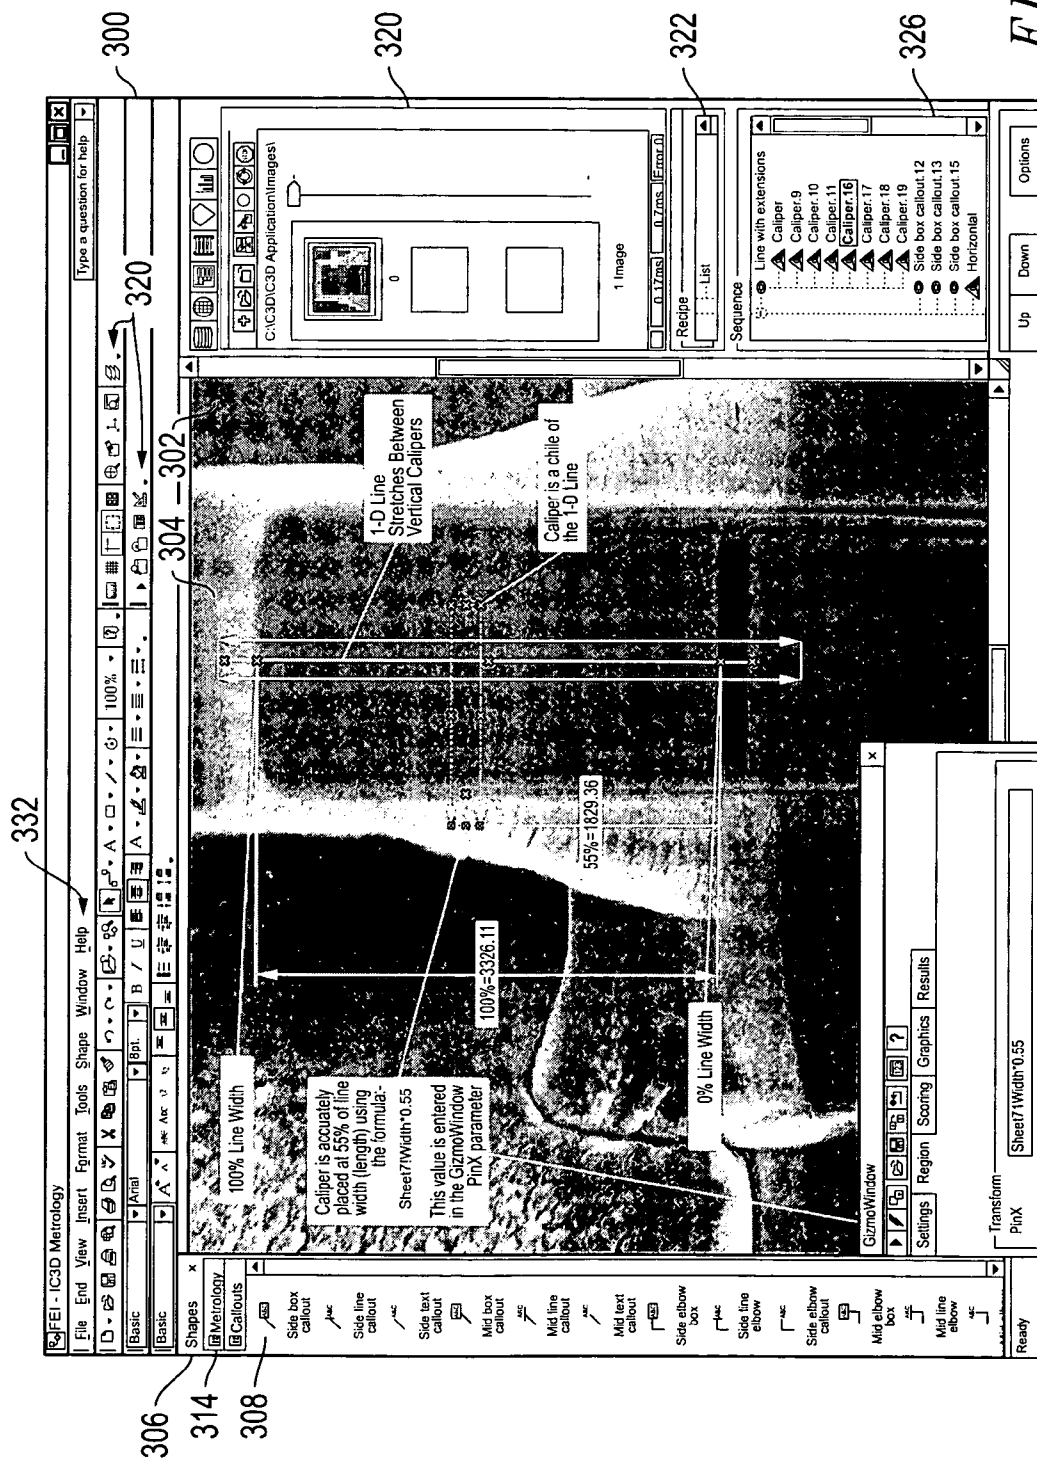 FEI - IC3D Metrology
File End View Insert Format Tools Shape Window Help
Type a question for help
100%
Basic
Arial
8pt.
B / U
A
Basic
Shapes
Metrology
Callouts
Side box
callout
Side line
callout
Side text
callout
Mid box
callout
Mid line
callout
Mid text
callout
Side elbow
box
Side line
elbow
Side elbow
callout
Mid elbow
box
Mid line
elbow
Ready
100% Line Width
Caliper is accuately
placed at 55% of line
width (length) using
the formula:-
Sheet7!Width*0.55
This value is entered
in the GizmoWindow
PinX parameter
100%=3326.11
0% Line Width
55%=1829.36
1-D Line
Stretches Between
Vertical Calipers
Caliper is a chile of
the 1-D Line
GizmoWindow
Settings Region Scoring Graphics Results
Transform
PinX
Sheet7!Width*0.55
C:\C3D\C3D Application\Images\
0
1 Image
0.17ms 0.7ms Error 0
Recipe
List
Sequence
Line with extensions
Caliper
Caliper.9
Caliper.10
Caliper.11
Caliper.16
Caliper.17
Caliper.18
Caliper.19
Side box callout.12
Side box callout.13
Side box callout.15
Horizontal
Up Down Options
300
320
322
326
320
302
304
332
306
314
308